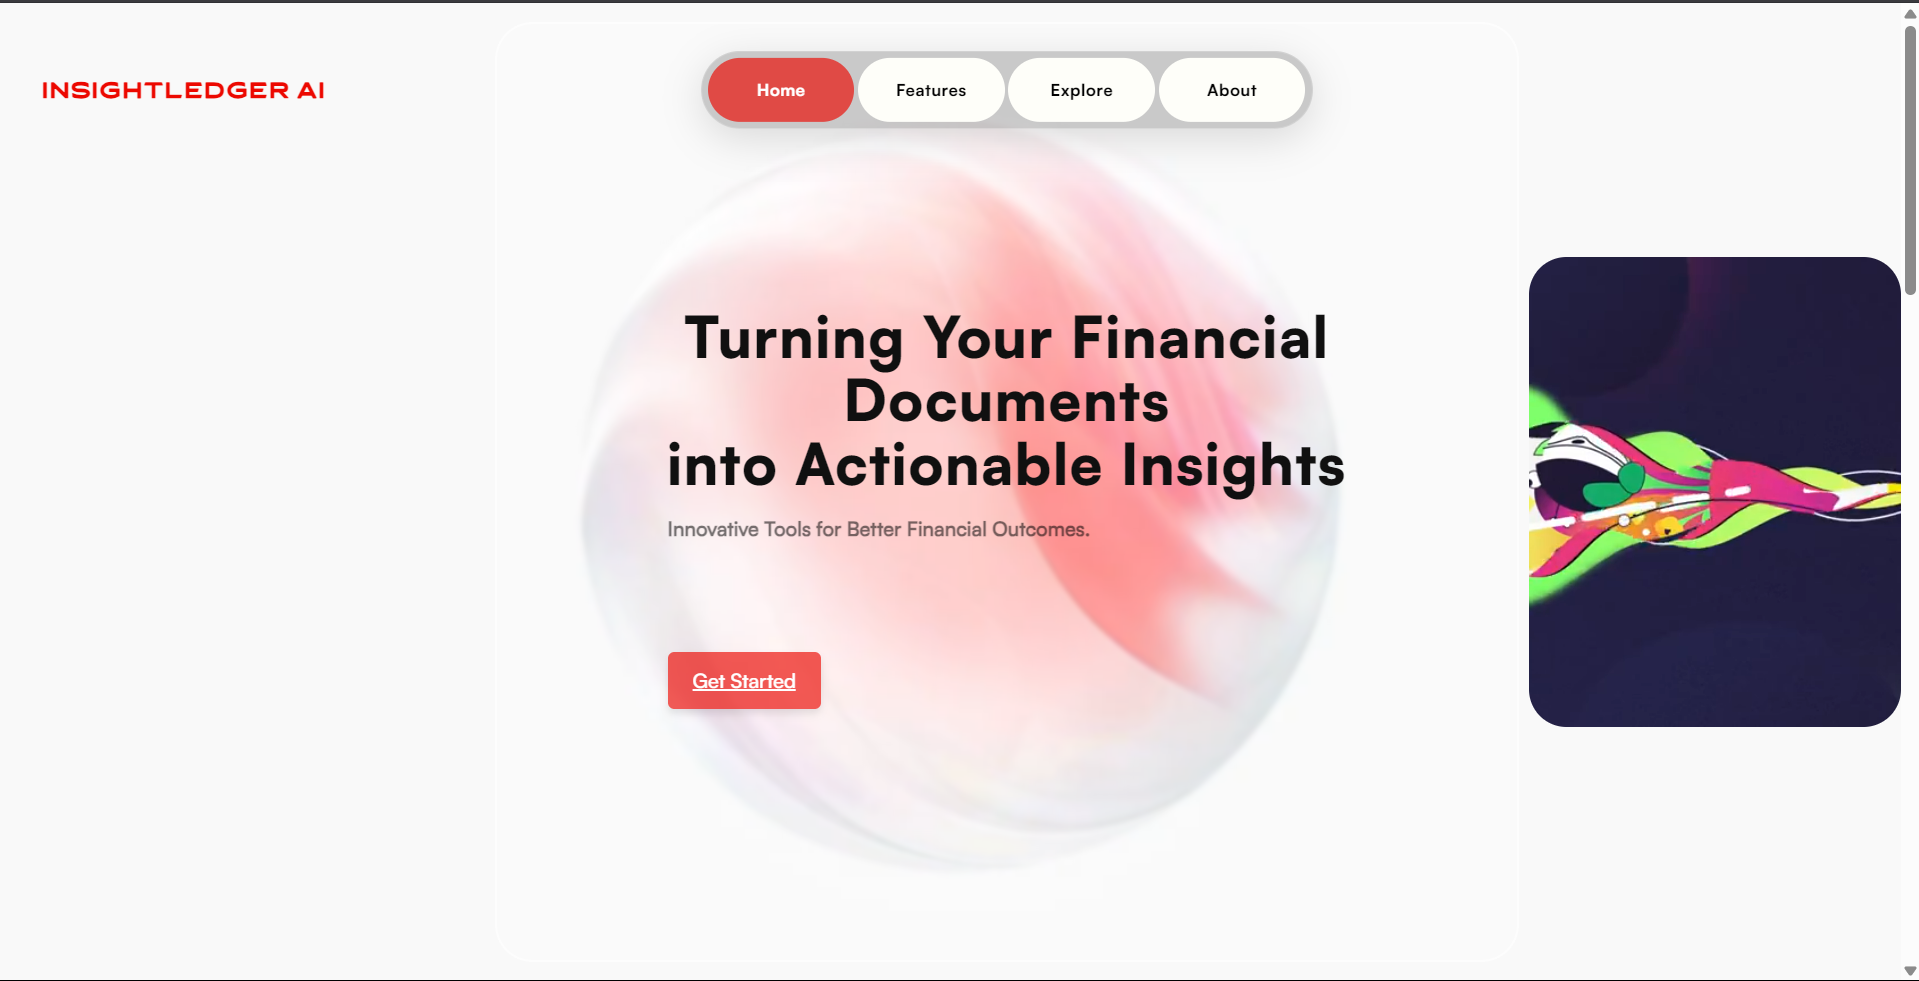 INSIGHTLEDGER AI
Home
Features
Explore
About
Turning Your Financial
Documents
into Actionable Insights
Innovative Tools for Better Financial Outcomes.
Get Started